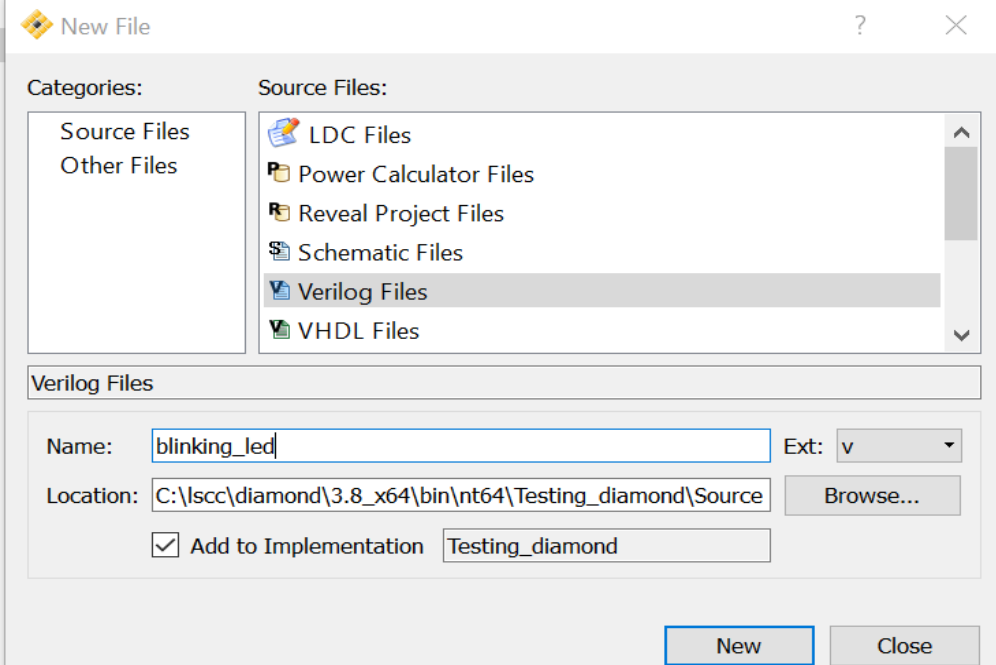 New File
Categories:
Source Files:
Source Files
Other Files
LDC Files
Power Calculator Files
Reveal Project Files
Schematic Files
Verilog Files
VHDL Files
Verilog Files
Name: blinking_led Ext: v
Location: C:\lscc\diamond\3.8_x64\bin\nt64\Testing_diamond\Source Browse...
Add to Implementation Testing_diamond
New Close